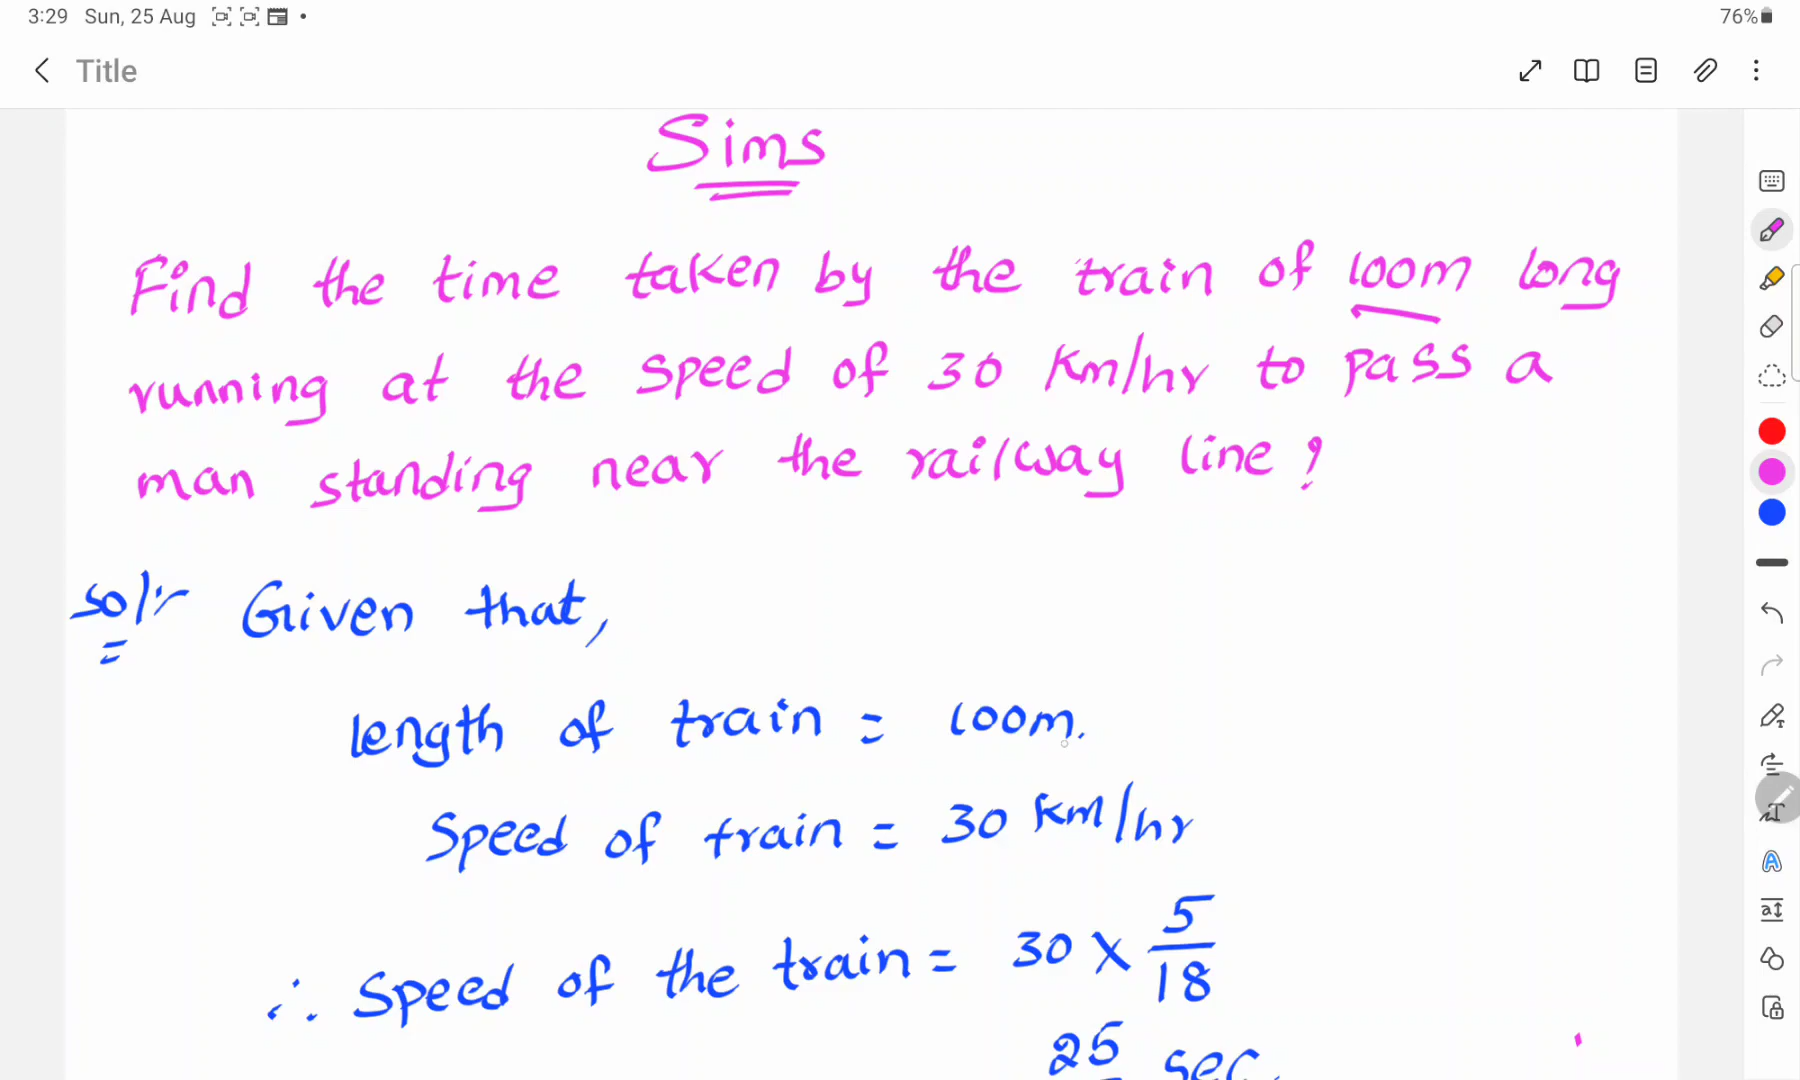 3:29 Sun, 25 Aug
76%
Title
Sims
Find the time taken by the train of 100m long
running at the speed of 30 Km/hr to pass a
man standing near the railway line?
Sol:- Given that,
length of train = 100m.
Speed of train = 30 Km/hr
∴ Speed of the train = 30 × 5/18
25 sec.